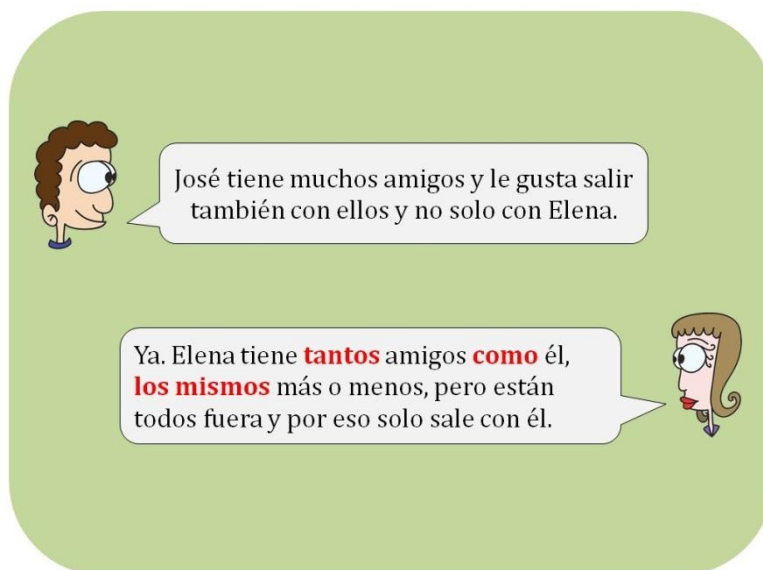 José tiene muchos amigos y le gusta salir
también con ellos y no solo con Elena.
Ya. Elena tiene tantos amigos como él,
los mismos más o menos, pero están
todos fuera y por eso solo sale con él.